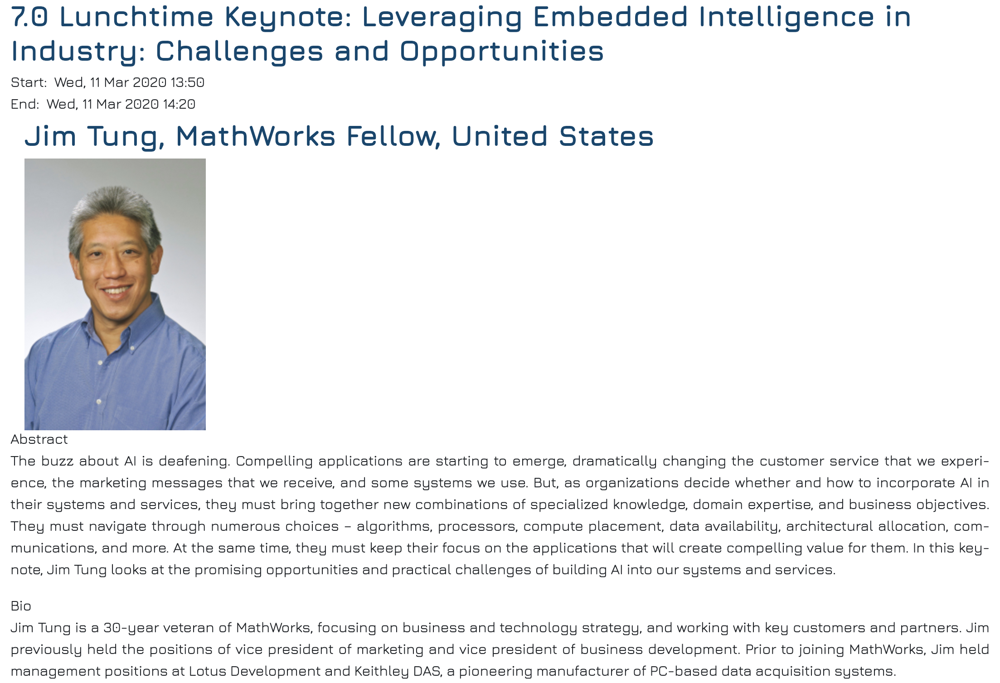 7.0 Lunchtime Keynote: Leveraging Embedded Intelligence in
Industry: Challenges and Opportunities
Start:  Wed, 11 Mar 2020 13:50
End:  Wed, 11 Mar 2020 14:20
Jim Tung, MathWorks Fellow, United States
Abstract
The buzz about AI is deafening. Compelling applications are starting to emerge, dramatically changing the customer service that we experi-
ence, the marketing messages that we receive, and some systems we use. But, as organizations decide whether and how to incorporate AI in
their systems and services, they must bring together new combinations of specialized knowledge, domain expertise, and business objectives.
They must navigate through numerous choices – algorithms, processors, compute placement, data availability, architectural allocation, com-
munications, and more. At the same time, they must keep their focus on the applications that will create compelling value for them. In this key-
note, Jim Tung looks at the promising opportunities and practical challenges of building AI into our systems and services.
Bio
Jim Tung is a 30-year veteran of MathWorks, focusing on business and technology strategy, and working with key customers and partners. Jim
previously held the positions of vice president of marketing and vice president of business development. Prior to joining MathWorks, Jim held
management positions at Lotus Development and Keithley DAS, a pioneering manufacturer of PC-based data acquisition systems.